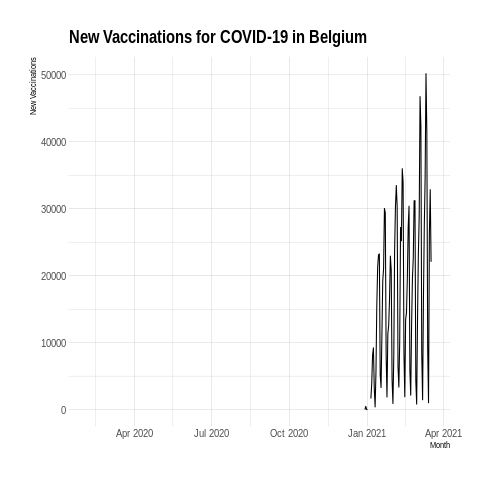 New Vaccinations for COVID-19 in Belgium
New Vaccinations
50000
40000
30000
20000
10000
0
Apr 2020 Jul 2020 Oct 2020 Jan 2021 Apr 2021
Month